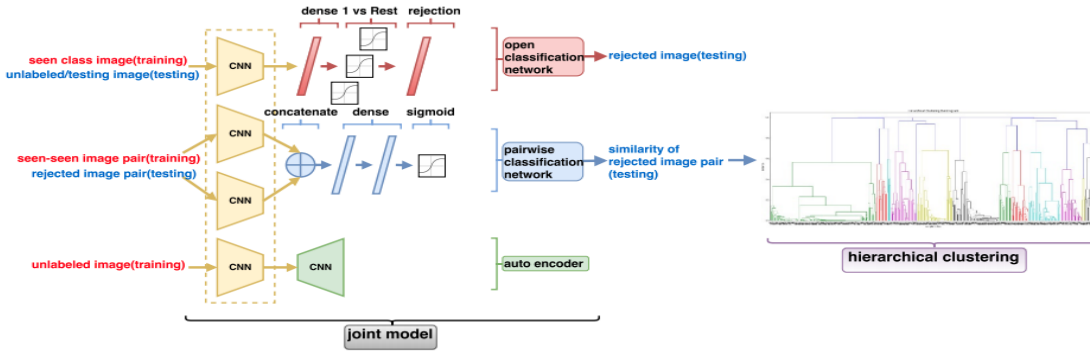 dense 1 vs Rest rejection
seen class image(training)
unlabeled/testing image(testing)
CNN
open
classification
network
rejected image(testing)
concatenate dense sigmoid
CNN
seen-seen image pair(training)
rejected image pair(testing)
CNN
pairwise
classification
network
similarity of
rejected image pair
(testing)
unlabeled image(training)
CNN
CNN
auto encoder
hierarchical clustering
joint model